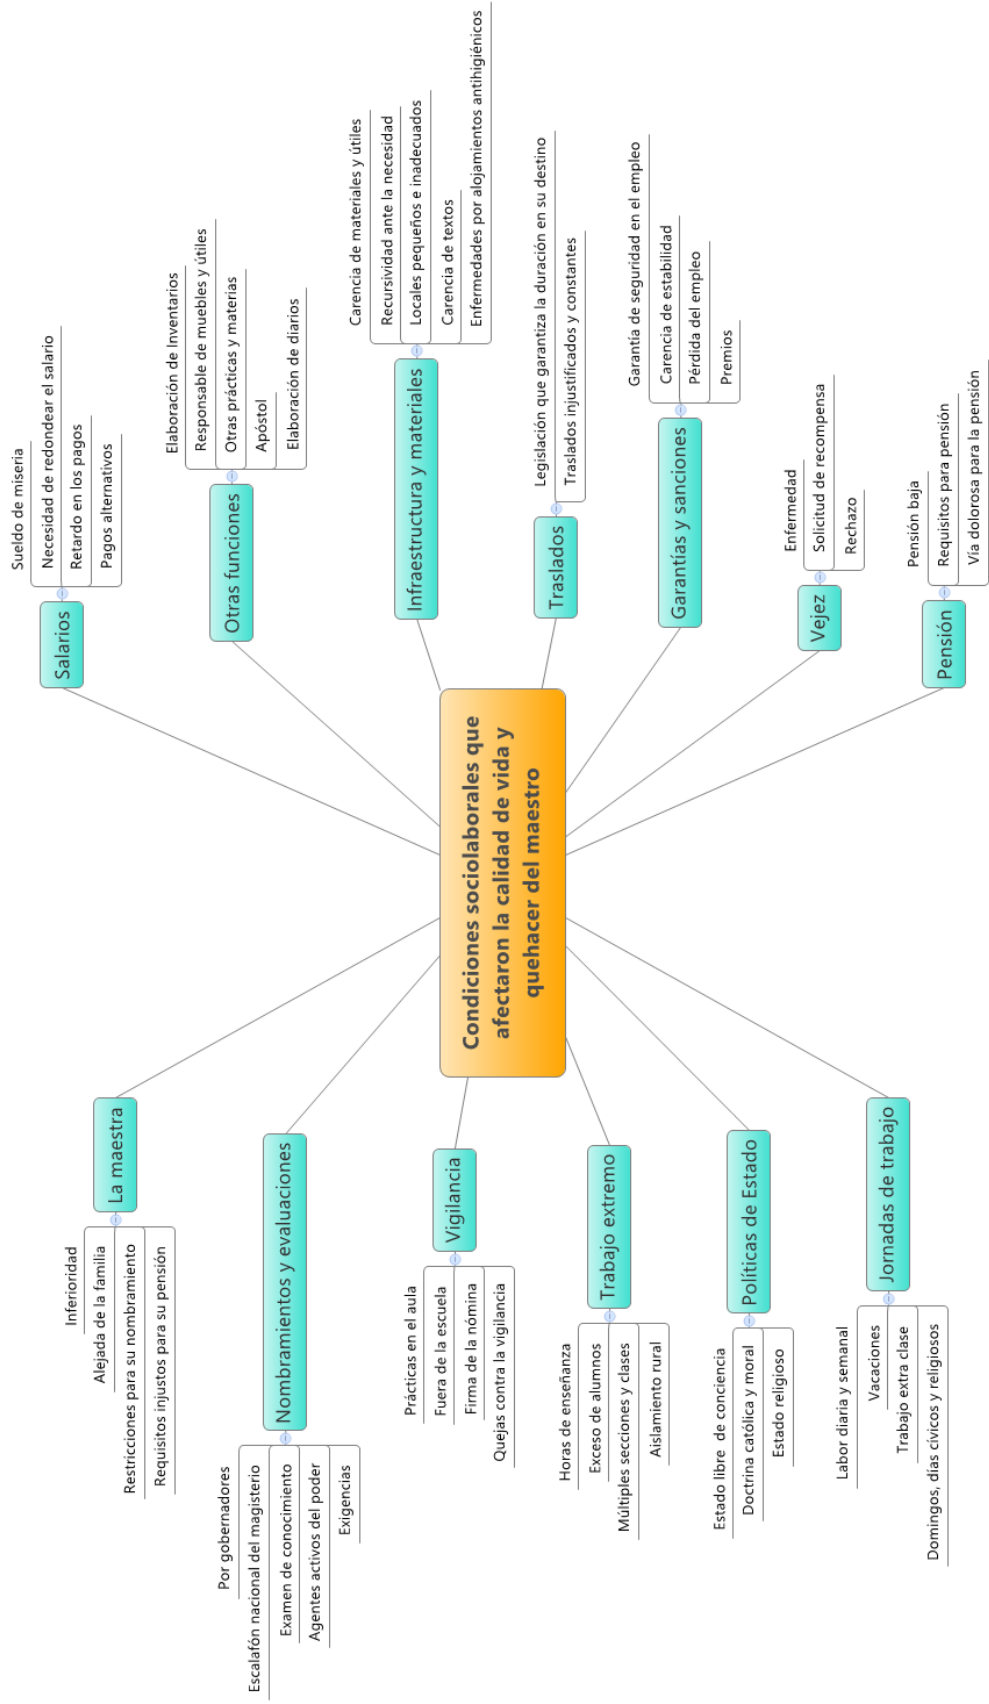 Condiciones sociolaborales que
afectaron la calidad de vida y
quehacer del maestro
La maestra
Inferioridad
Alejada de la familia
Restricciones para su nombramiento
Requisitos injustos para su pensión
Nombramientos y evaluaciones
Por gobernadores
Escalafón nacional del magisterio
Examen de conocimiento
Agentes activos del poder
Exigencias
Vigilancia
Prácticas en el aula
Fuera de la escuela
Firma de la nómina
Quejas contra la vigilancia
Trabajo extremo
Horas de enseñanza
Exceso de alumnos
Múltiples secciones y clases
Aislamiento rural
Políticas de Estado
Estado libre de conciencia
Doctrina católica y moral
Estado religioso
Jornadas de trabajo
Labor diaria y semanal
Vacaciones
Trabajo extra clase
Domingos, días cívicos y religiosos
Salarios
Sueldo de miseria
Necesidad de redondear el salario
Retardo en los pagos
Pagos alternativos
Otras funciones
Elaboración de Inventarios
Responsable de muebles y útiles
Otras prácticas y materias
Apóstol
Elaboración de diarios
Infraestructura y materiales
Carencia de materiales y útiles
Recursividad ante la necesidad
Locales pequeños e inadecuados
Carencia de textos
Enfermedades por alojamientos antihigiénicos
Traslados
Legislación que garantiza la duración en su destino
Traslados injustificados y constantes
Garantías y sanciones
Garantía de seguridad en el empleo
Carencia de estabilidad
Pérdida del empleo
Premios
Vejez
Enfermedad
Solicitud de recompensa
Rechazo
Pensión
Pensión baja
Requisitos para pensión
Vía dolorosa para la pensión